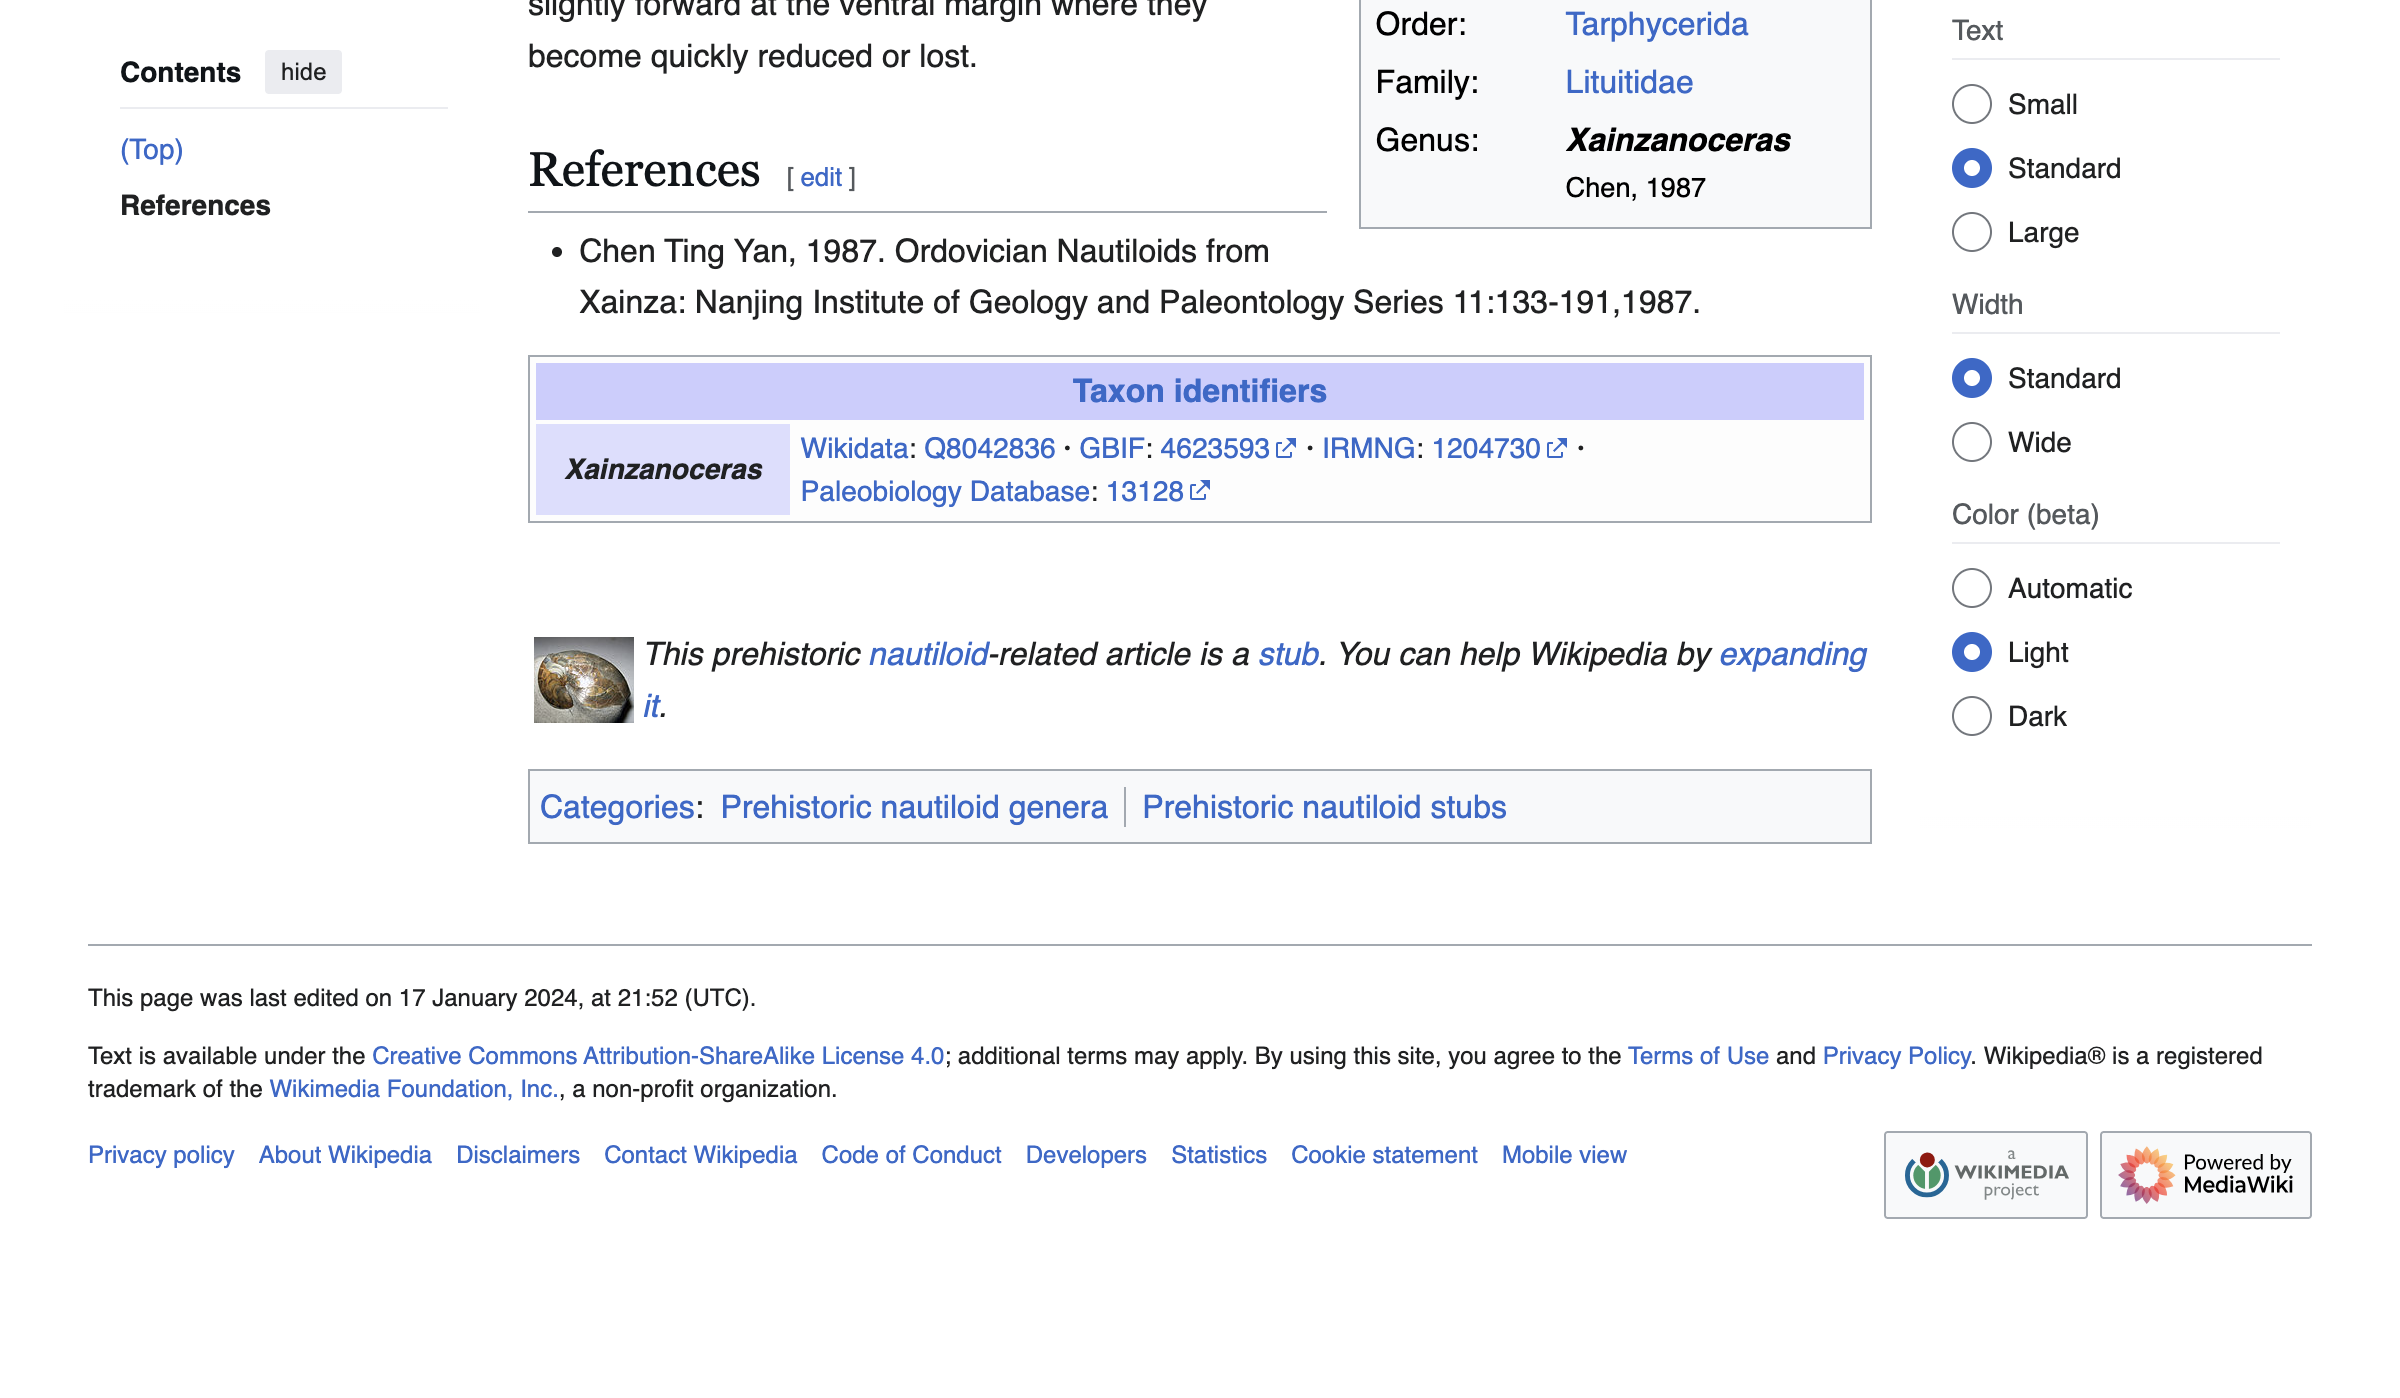 slightly forward at the ventral margin where they
become quickly reduced or lost.
Contents hide
(Top)
References
References [ edit ]
• Chen Ting Yan, 1987. Ordovician Nautiloids from
Xainza: Nanjing Institute of Geology and Paleontology Series 11:133-191,1987.
Order: Tarphycerida
Family: Lituitidae
Genus: Xainzanoceras
Chen, 1987
Taxon identifiers
Xainzanoceras
Wikidata: Q8042836 · GBIF: 4623593 · IRMNG: 1204730 ·
Paleobiology Database: 13128
This prehistoric nautiloid-related article is a stub. You can help Wikipedia by expanding
it.
Categories: Prehistoric nautiloid genera | Prehistoric nautiloid stubs
Text
Small
Standard
Large
Width
Standard
Wide
Color (beta)
Automatic
Light
Dark
This page was last edited on 17 January 2024, at 21:52 (UTC).
Text is available under the Creative Commons Attribution-ShareAlike License 4.0; additional terms may apply. By using this site, you agree to the Terms of Use and Privacy Policy. Wikipedia® is a registered
trademark of the Wikimedia Foundation, Inc., a non-profit organization.
Privacy policy About Wikipedia Disclaimers Contact Wikipedia Code of Conduct Developers Statistics Cookie statement Mobile view
a
WIKIMEDIA
project
Powered by
MediaWiki